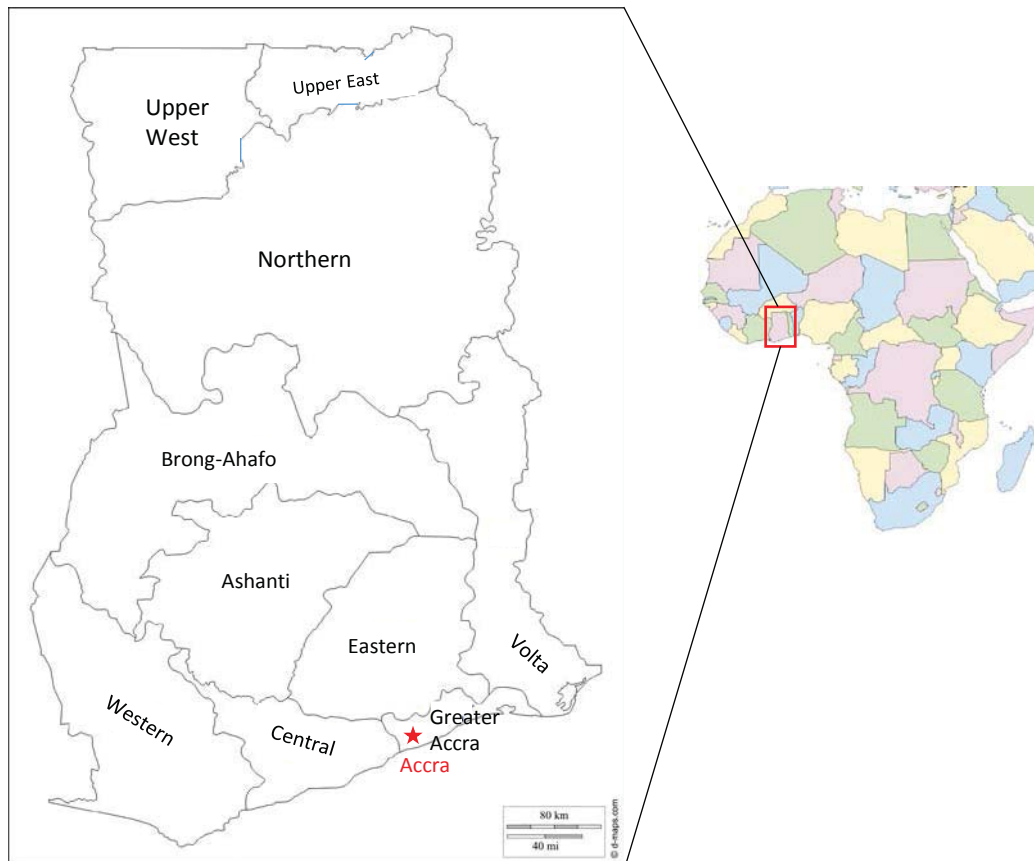 Upper East
Upper
West
Northern
Brong-Ahafo
Ashanti
Eastern
Volta
Western
Central
Greater
Accra
Accra
80 km
40 mi
© d-maps.com